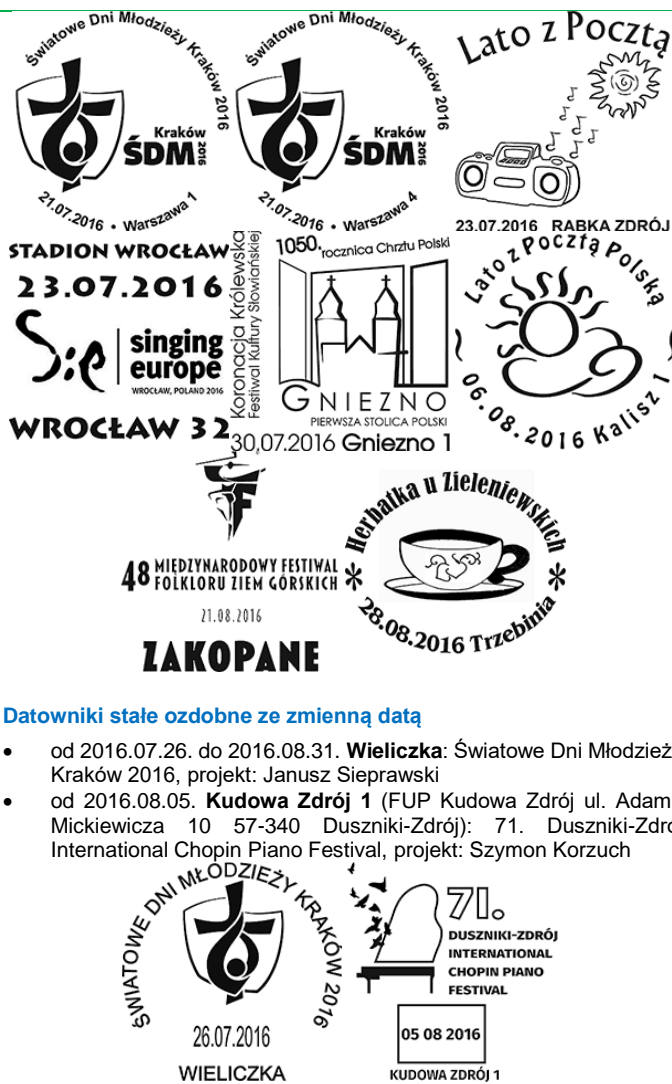 Światowe Dni Młodzieży Kraków 2016
Kraków
ŚDM 2016
21.07.2016 • Warszawa 1
Światowe Dni Młodzieży Kraków 2016
Kraków
ŚDM 2016
21.07.2016 • Warszawa 4
Lato z Pocztą
23.07.2016 RABKA ZDRÓJ
STADION WROCŁAW
23.07.2016
singing
europe
WROCŁAW, POLAND 2016
WROCŁAW 32
Koronacja Królewska
Festiwal Kultury Słowiańskiej
1050. rocznica Chrztu Polski
GNIEZNO
PIERWSZA STOLICA POLSKI
30.07.2016 Gniezno 1
Lato z Pocztą Polską
06.08.2016 Kalisz 1
48 MIĘDZYNARODOWY FESTIWAL
FOLKLORU ZIEM GÓRSKICH
21.08.2016
ZAKOPANE
Herbatka u Zieleniewskich
* 28.08.2016 Trzebinia *
Datowniki stałe ozdobne ze zmienną datą
• od 2016.07.26. do 2016.08.31. Wieliczka: Światowe Dni Młodzież
Kraków 2016, projekt: Janusz Sieprawski
• od 2016.08.05. Kudowa Zdrój 1 (FUP Kudowa Zdrój ul. Adam
Mickiewicza 10 57-340 Duszniki-Zdrój): 71. Duszniki-Zdró
International Chopin Piano Festival, projekt: Szymon Korzuch
ŚWIATOWE DNI MŁODZIEŻY KRAKÓW 2016
26.07.2016
WIELICZKA
71.
DUSZNIKI-ZDRÓJ
INTERNATIONAL
CHOPIN PIANO
FESTIVAL
05 08 2016
KUDOWA ZDRÓJ 1